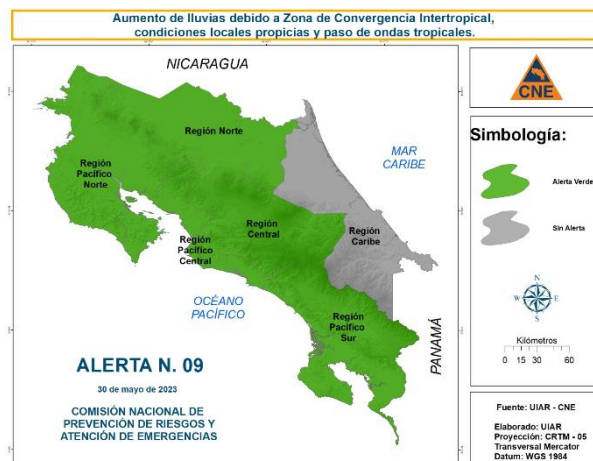 Aumento de lluvias debido a Zona de Convergencia Intertropical,
condiciones locales propicias y paso de ondas tropicales.
NICARAGUA
CNE
Simbología:
Alerta Verde
Sin Alerta
N
W E
S
Kilómetros
0 15 30 60
MAR
CARIBE
Región Norte
Región
Pacífico
Norte
Región
Central
Región
Caribe
Región
Pacífico
Central
OCÉANO
PACÍFICO
Región
Pacífico
Sur
PANAMÁ
ALERTA N. 09
30 de mayo de 2023
COMISIÓN NACIONAL DE
PREVENCIÓN DE RIESGOS Y
ATENCIÓN DE EMERGENCIAS
Fuente: UIAR - CNE
Elaborado: UIAR
Proyección: CRTM - 05
Transversal Mercator
Datum: WGS 1984